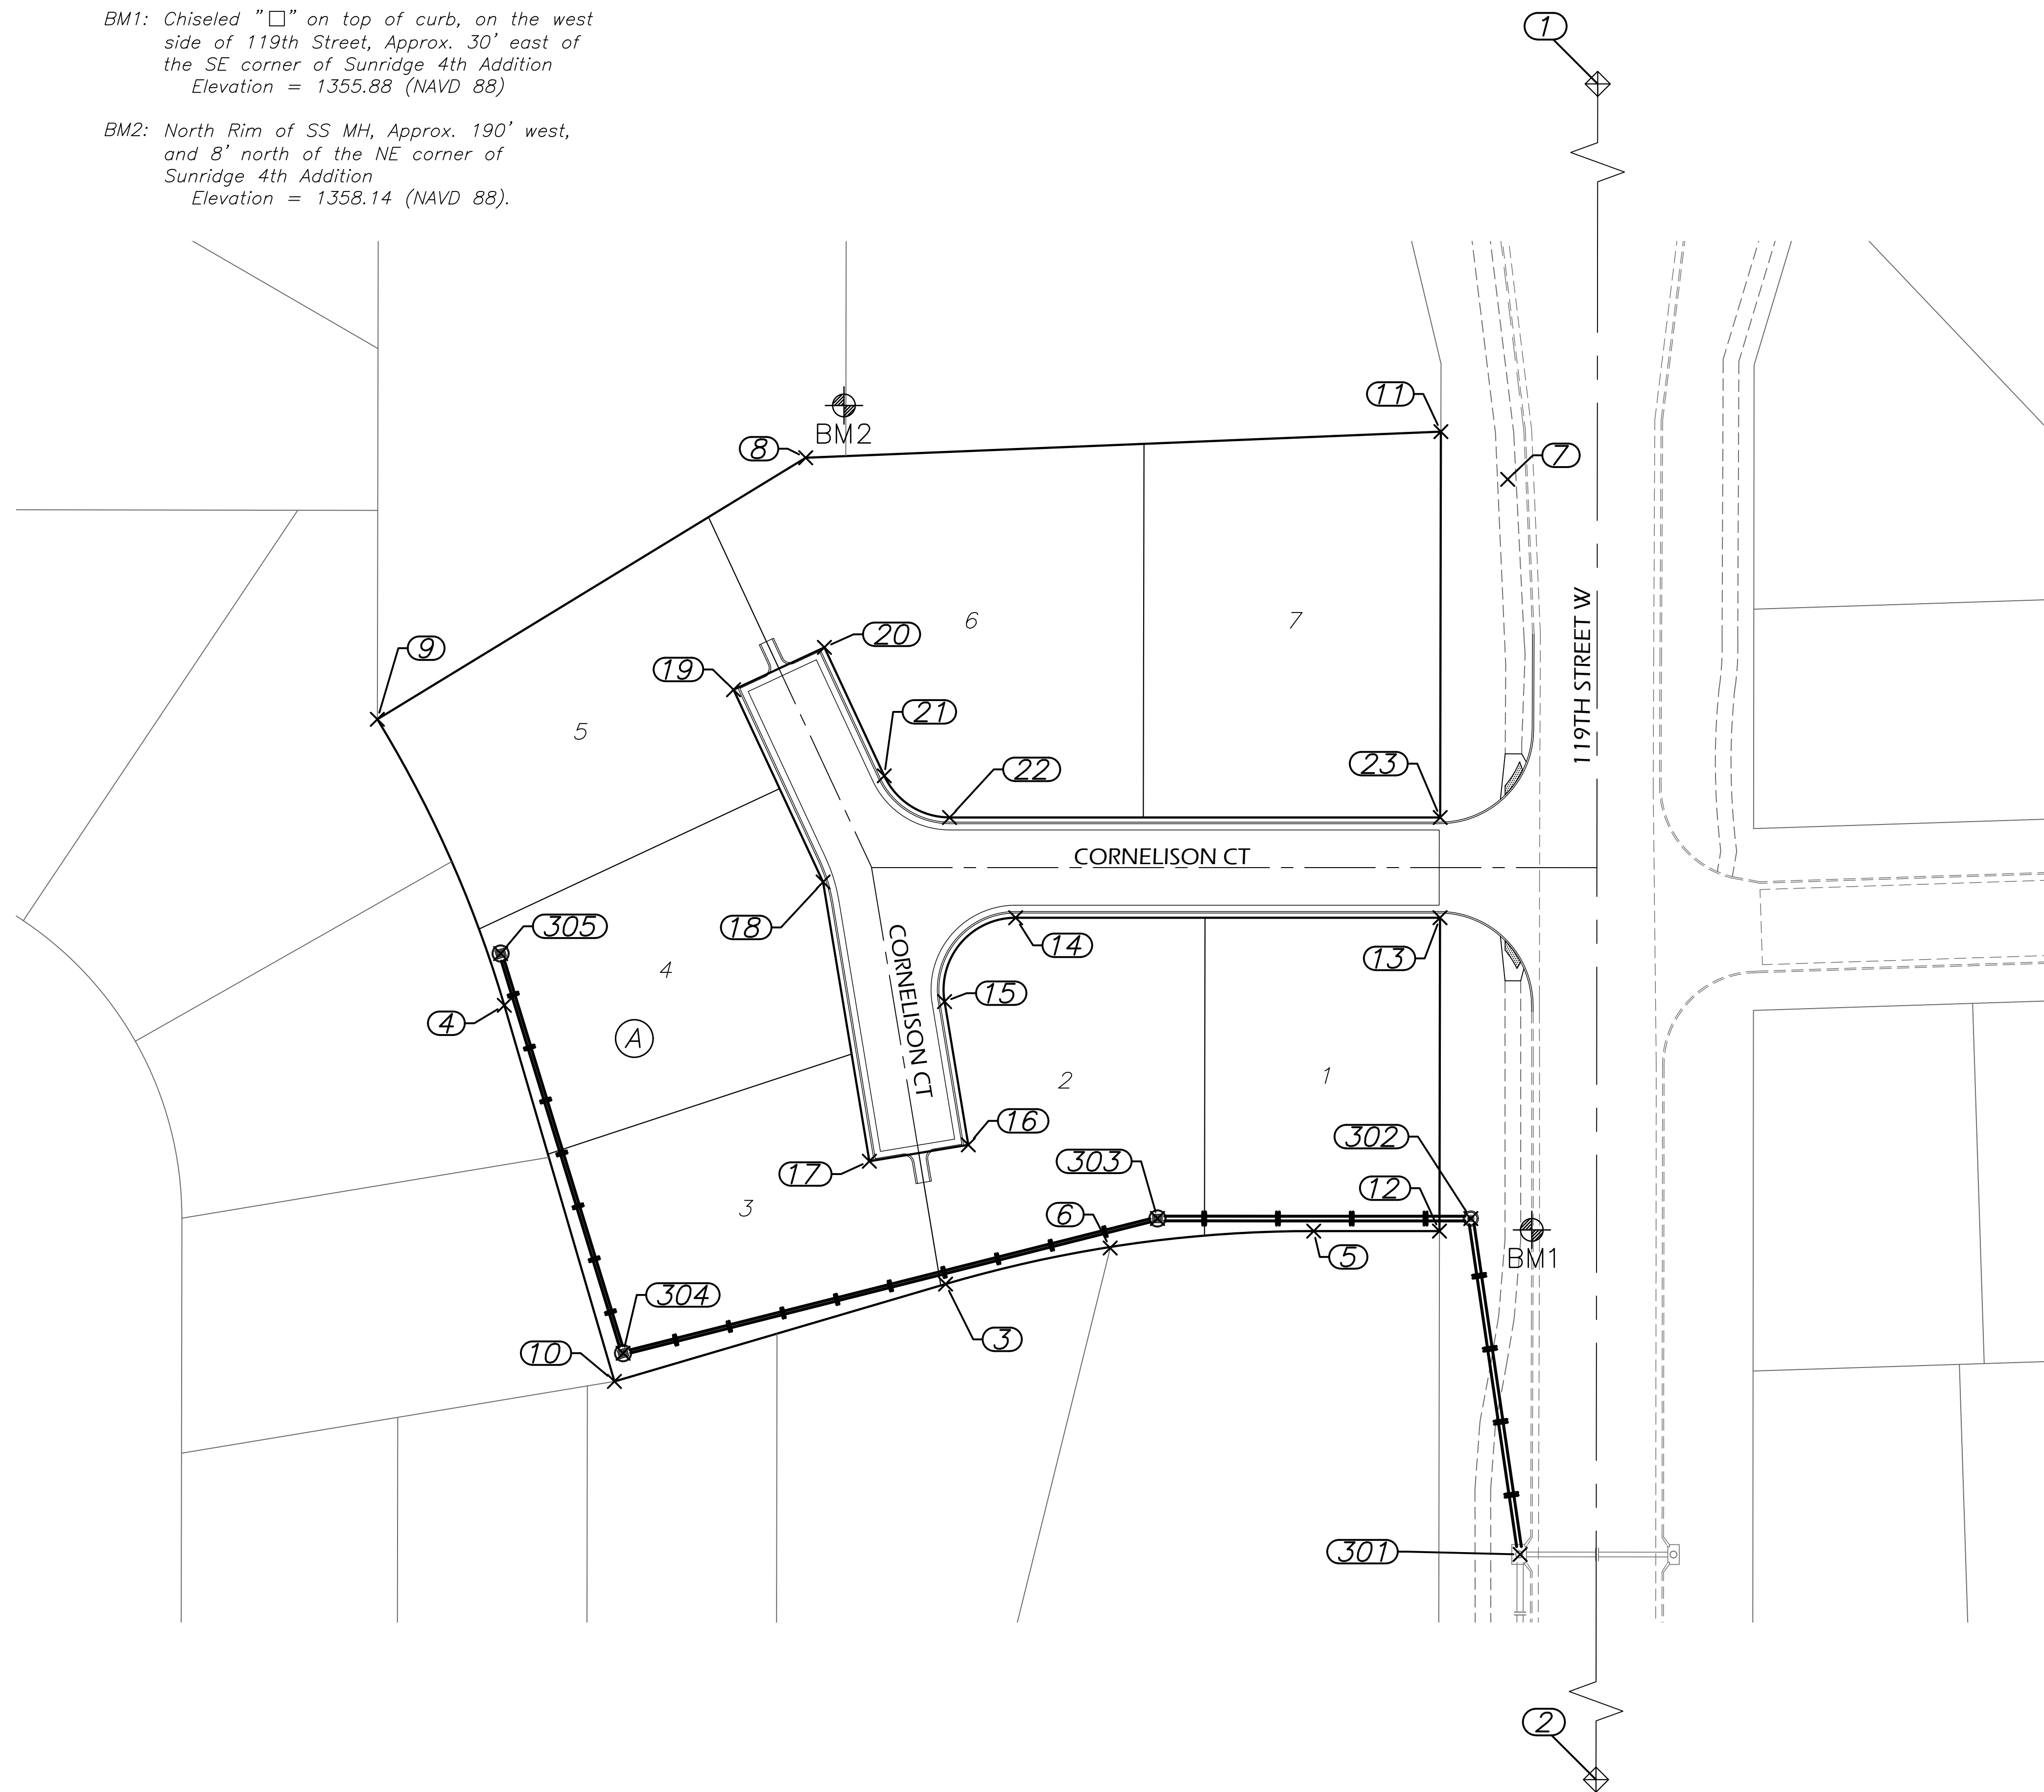 BM1: Chiseled "□" on top of curb, on the west
side of 119th Street, Approx. 30' east of
the SE corner of Sunridge 4th Addition
Elevation = 1355.88 (NAVD 88)
BM2: North Rim of SS MH, Approx. 190' west,
and 8' north of the NE corner of
Sunridge 4th Addition
Elevation = 1358.14 (NAVD 88).
1
11
BM2
8
7
6
7
20
9
19
5
21
119TH STREET W
22
23
CORNELISON CT
18
305
14
13
4
CORNELISON CT
15
4
A
2
1
16
302
303
17
12
3
6
5
BM1
304
3
10
301
2